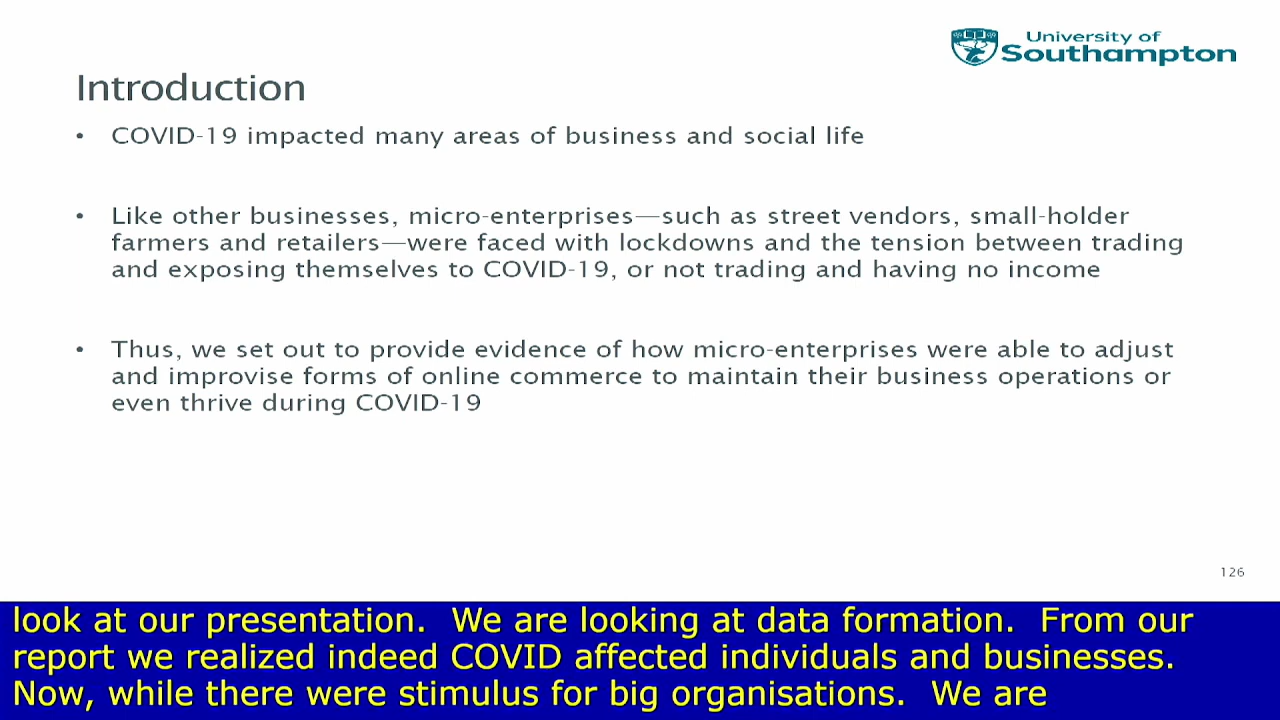 University of
Southampton
Introduction
• COVID-19 impacted many areas of business and social life
• Like other businesses, micro-enterprises—such as street vendors, small-holder
farmers and retailers—were faced with lockdowns and the tension between trading
and exposing themselves to COVID-19, or not trading and having no income
• Thus, we set out to provide evidence of how micro-enterprises were able to adjust
and improvise forms of online commerce to maintain their business operations or
even thrive during COVID-19
126
look at our presentation.  We are looking at data formation.  From our
report we realized indeed COVID affected individuals and businesses.
Now, while there were stimulus for big organisations.  We are